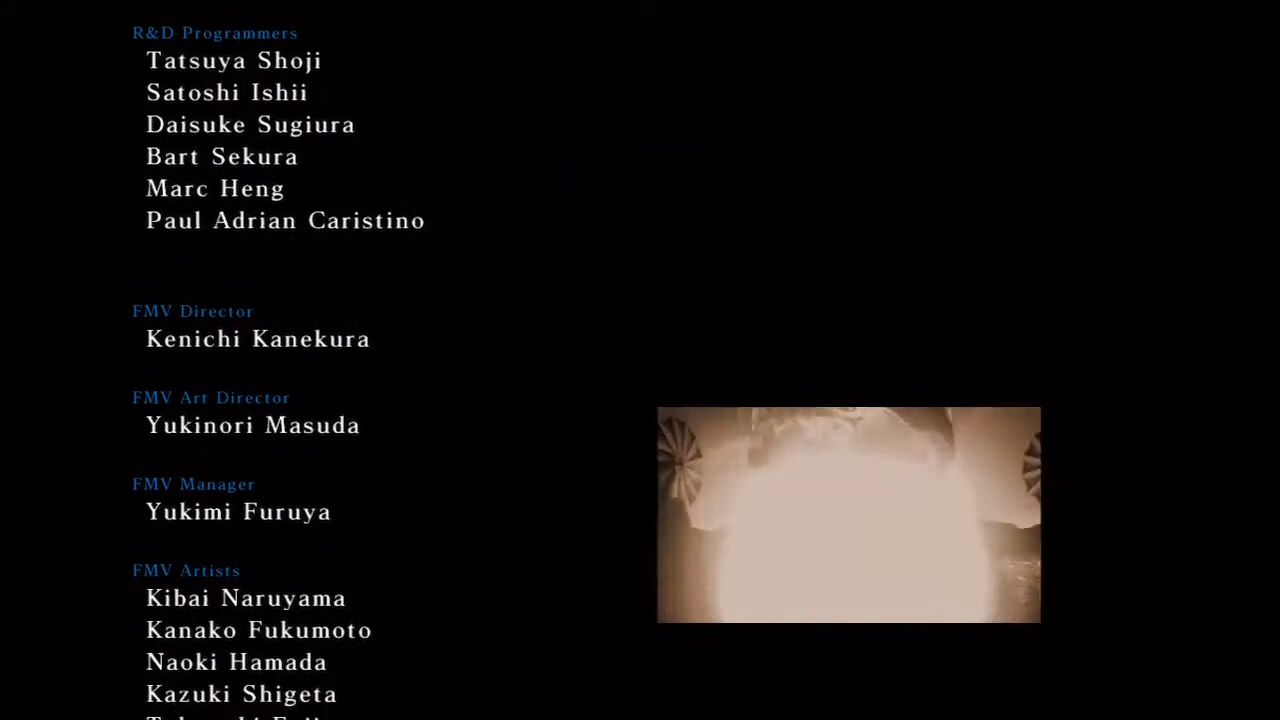 R&D Programmers
Tatsuya Shoji
Satoshi Ishii
Daisuke Sugiura
Bart Sekura
Marc Heng
Paul Adrian Caristino
FMV Director
Kenichi Kanekura
FMV Art Director
Yukinori Masuda
FMV Manager
Yukimi Furuya
FMV Artists
Kibai Naruyama
Kanako Fukumoto
Naoki Hamada
Kazuki Shigeta